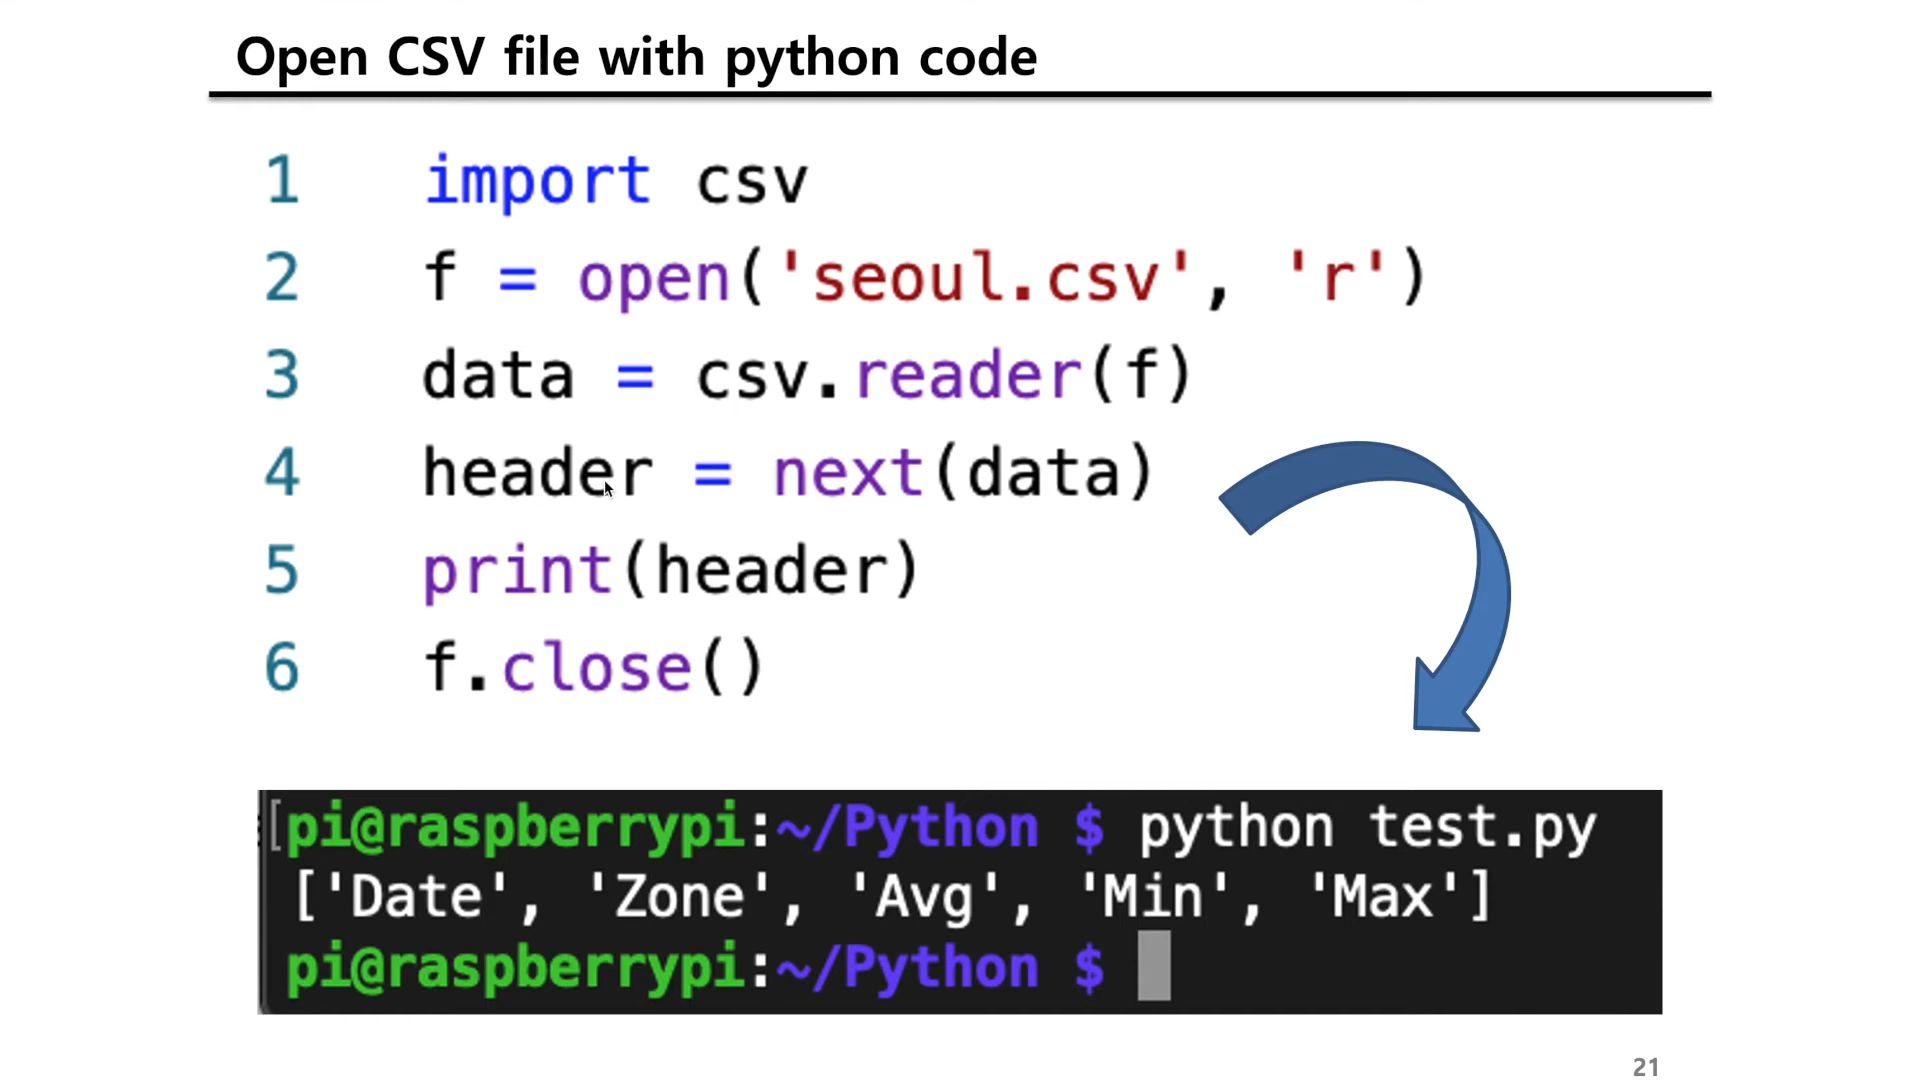 Open CSV file with python code
1 import csv
2 f = open('seoul.csv', 'r')
3 data = csv.reader(f)
4 header = next(data)
5 print(header)
6 f.close()
[pi@raspberrypi:~/Python $ python test.py
['Date', 'Zone', 'Avg', 'Min', 'Max']
pi@raspberrypi:~/Python $
21